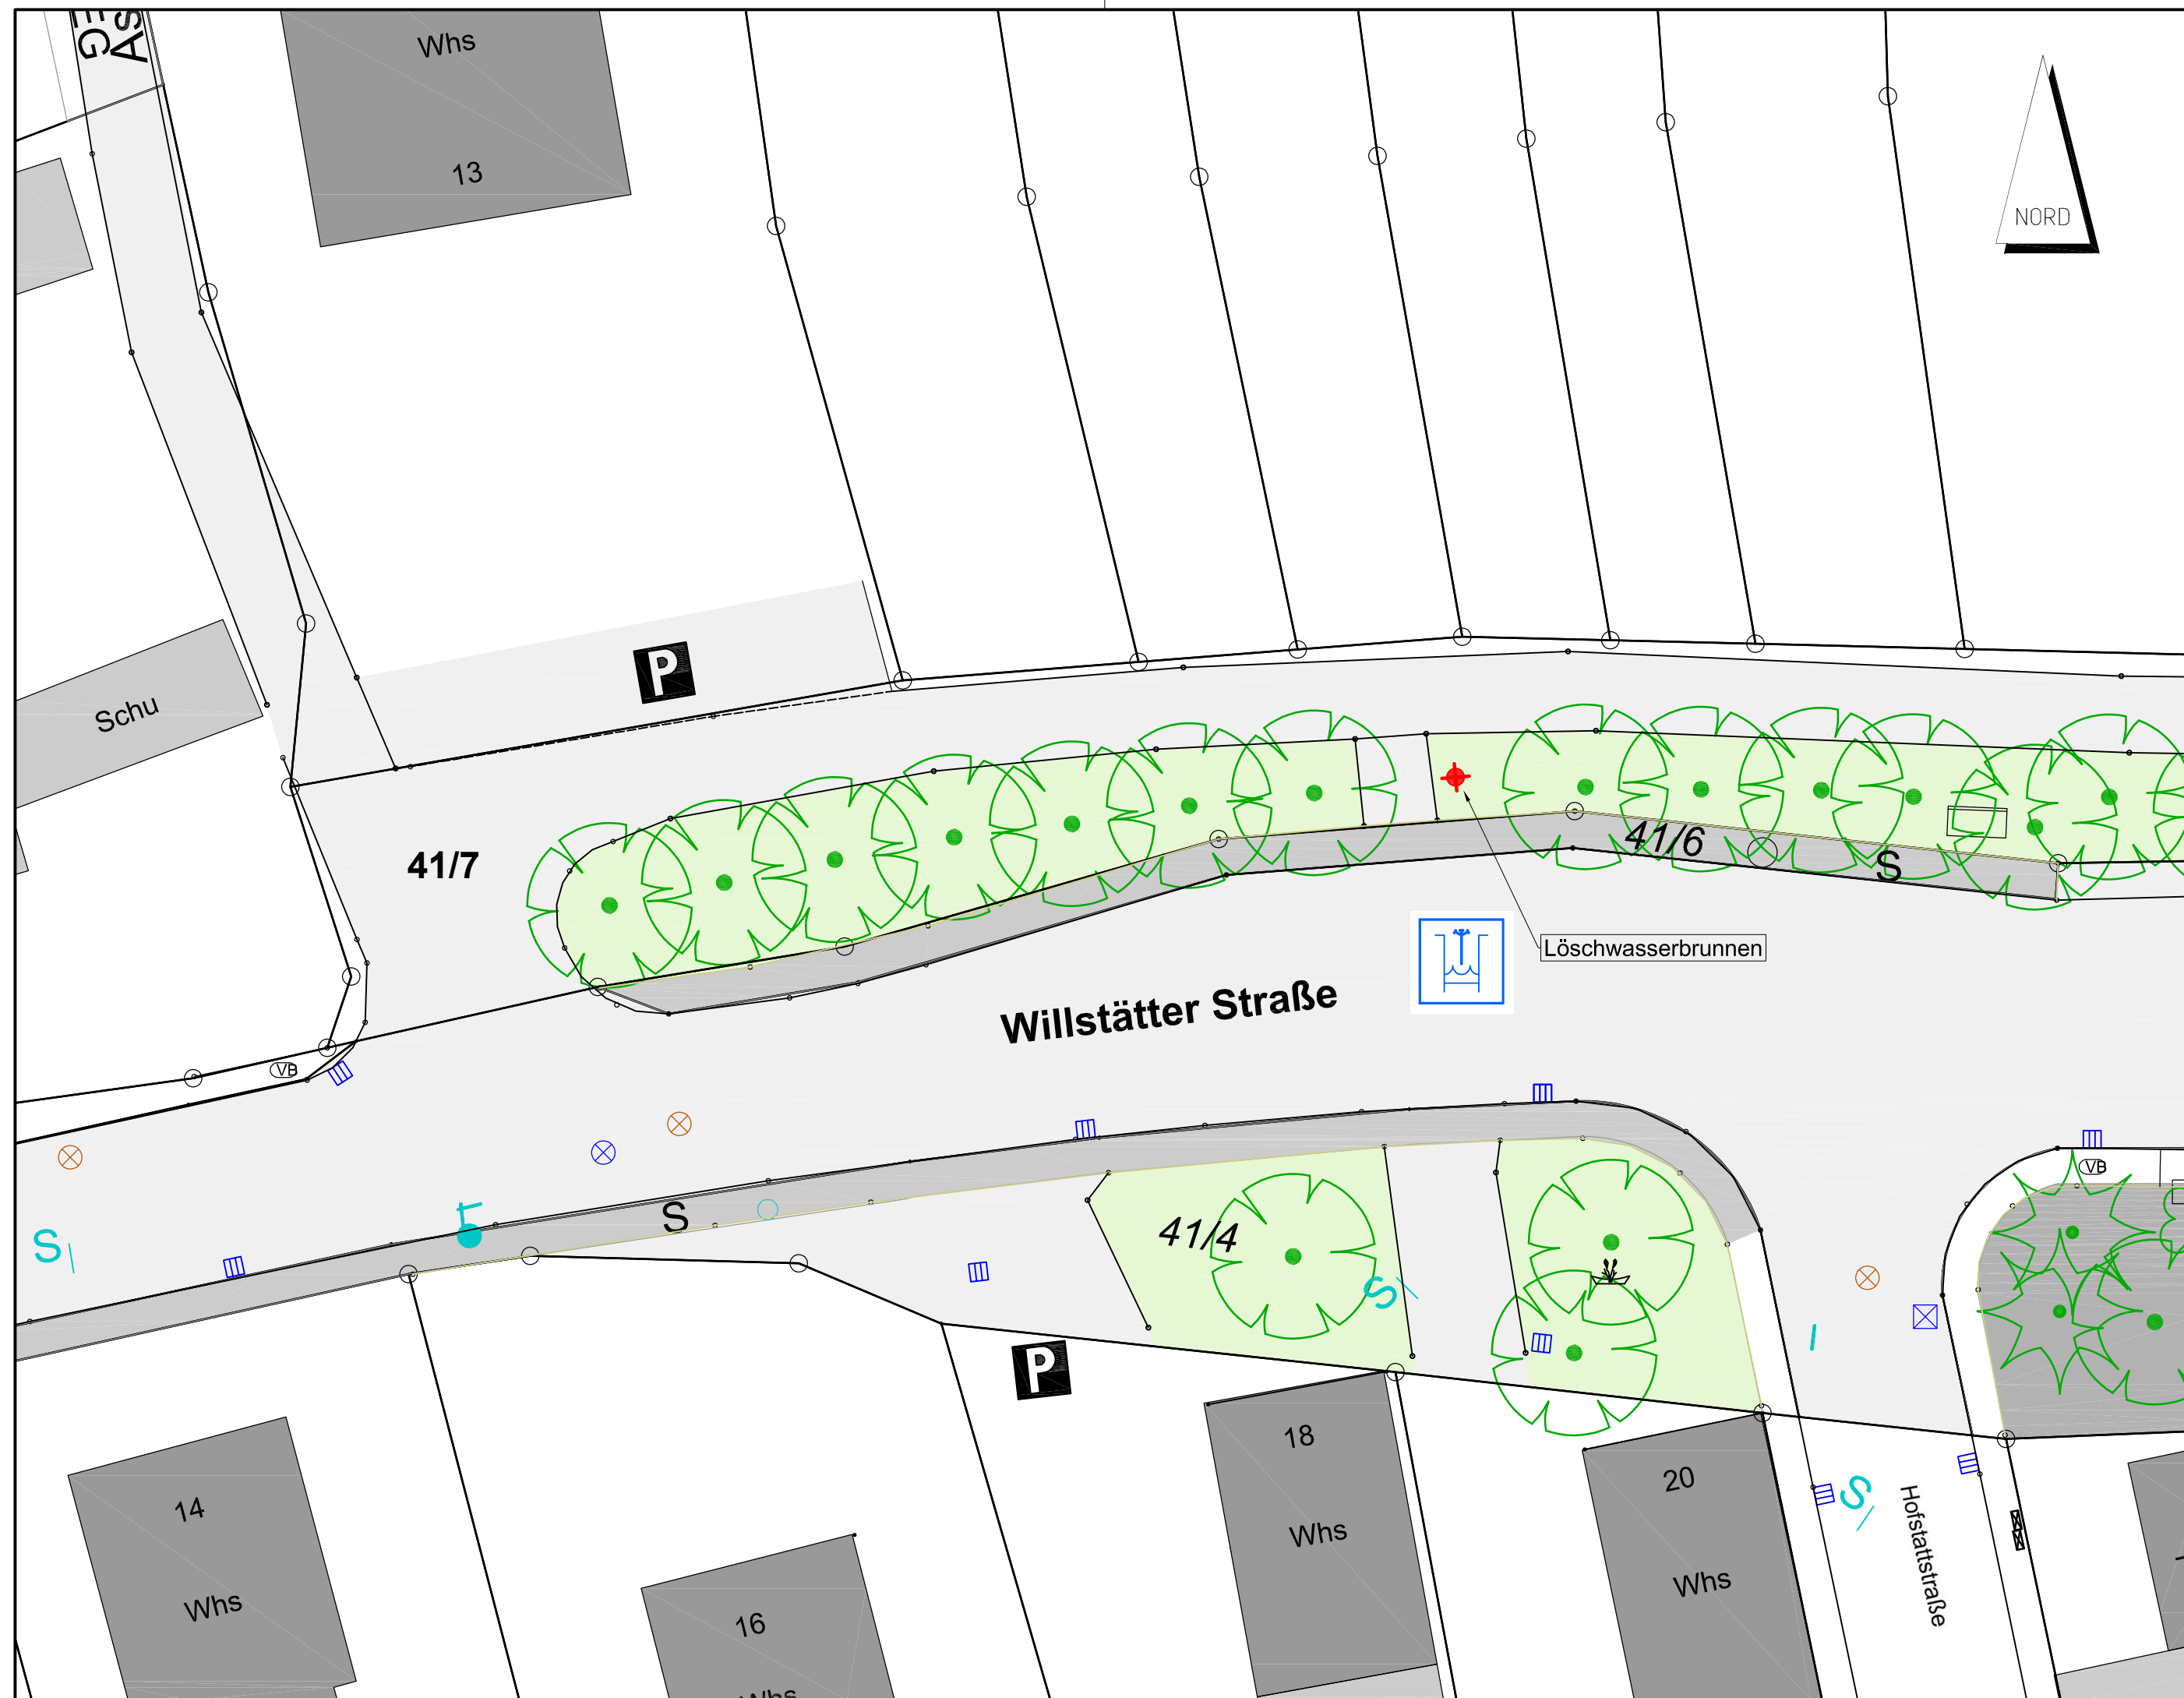 Whs
13
NORD
P
Schu
41/7
41/6
S
Löschwasserbrunnen
Willstätter Straße
VB
VB
S
S
41/4
S
P
18
Whs
20
Whs
S
Hofstattstraße
14
Whs
16
Whs